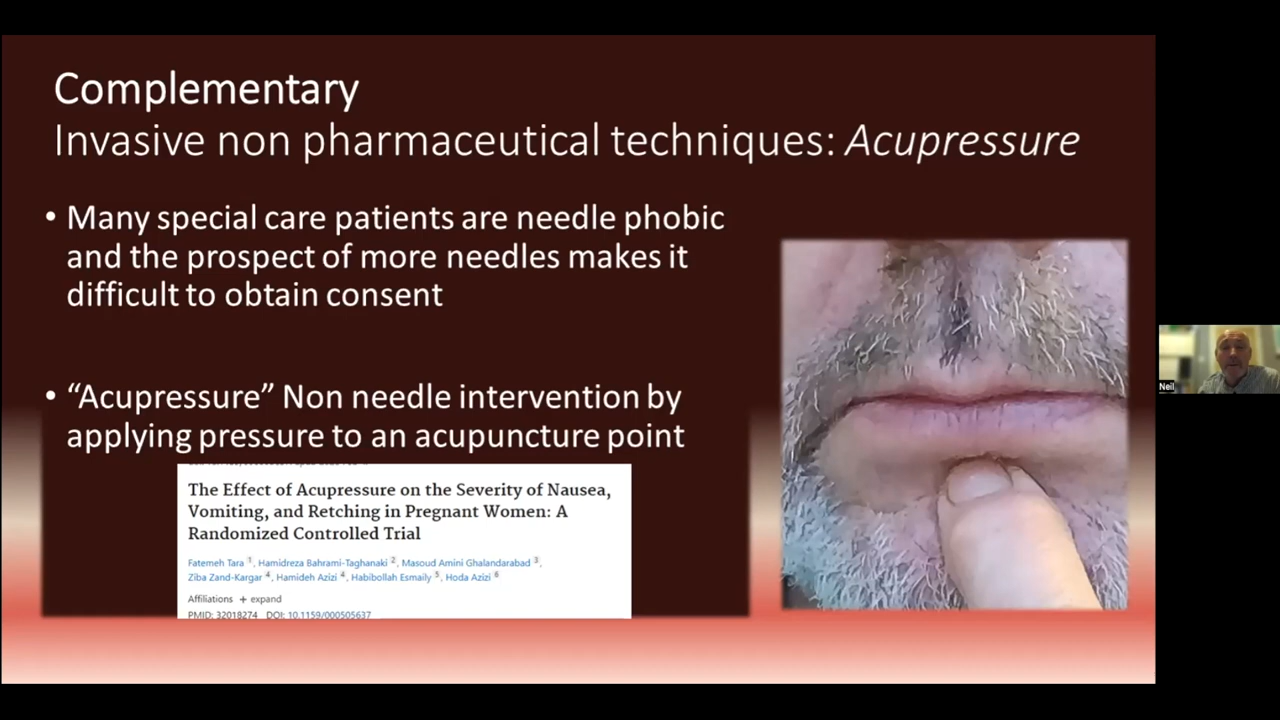 Complementary
Invasive non pharmaceutical techniques: Acupressure
• Many special care patients are needle phobic
and the prospect of more needles makes it
difficult to obtain consent
• “Acupressure” Non needle intervention by
applying pressure to an acupuncture point
The Effect of Acupressure on the Severity of Nausea,
Vomiting, and Retching in Pregnant Women: A
Randomized Controlled Trial
Fatemeh Tara 1, Hamidreza Bahrami-Taghanaki 2, Masoud Amini Ghalandarabad 3,
Ziba Zand-Kargar 4, Hamideh Azizi 4, Habibollah Esmaily 5, Hoda Azizi 6
Affiliations + expand
PMID: 32018274 DOI: 10.1159/000505637
Neil